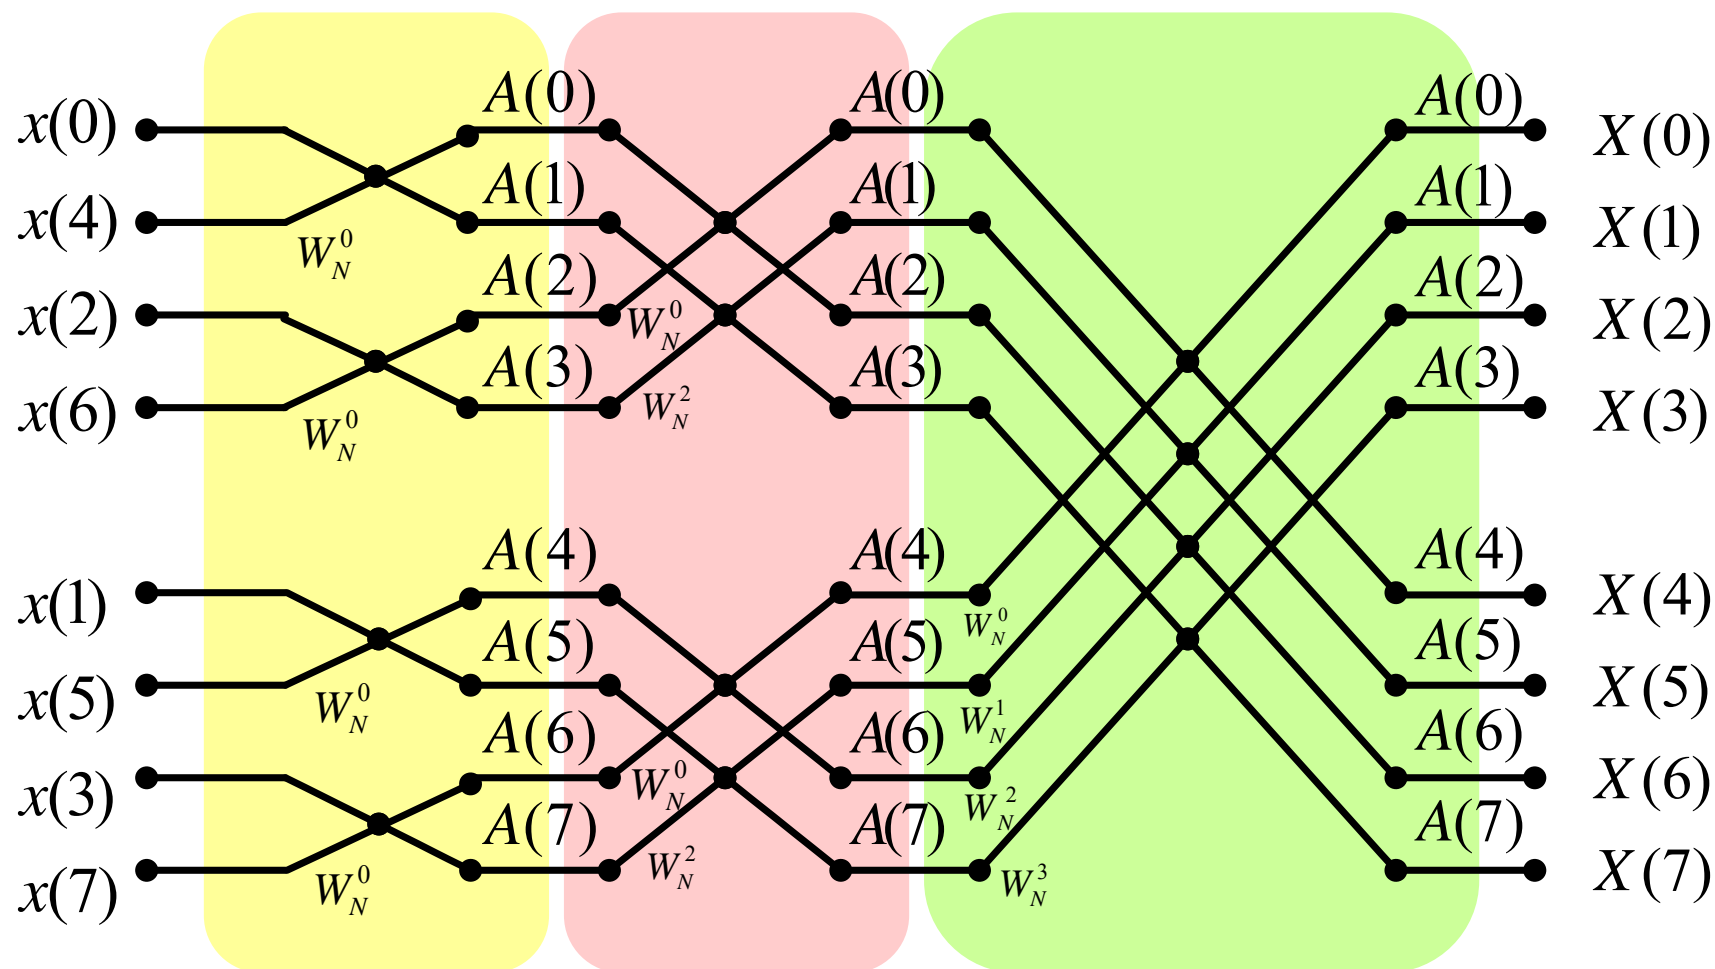 x(0) A(0) A(0) A(0) X(0)
x(4) W_N^0 A(1) A(1) A(1) X(1)
x(2) A(2) W_N^0 A(2) A(2) X(2)
x(6) W_N^0 A(3) W_N^2 A(3) A(3) X(3)
x(1) A(4) A(4) W_N^0 A(4) X(4)
x(5) W_N^0 A(5) A(5) W_N^1 A(5) X(5)
x(3) A(6) W_N^0 A(6) W_N^2 A(6) X(6)
x(7) W_N^0 A(7) W_N^2 A(7) W_N^3 A(7) X(7)